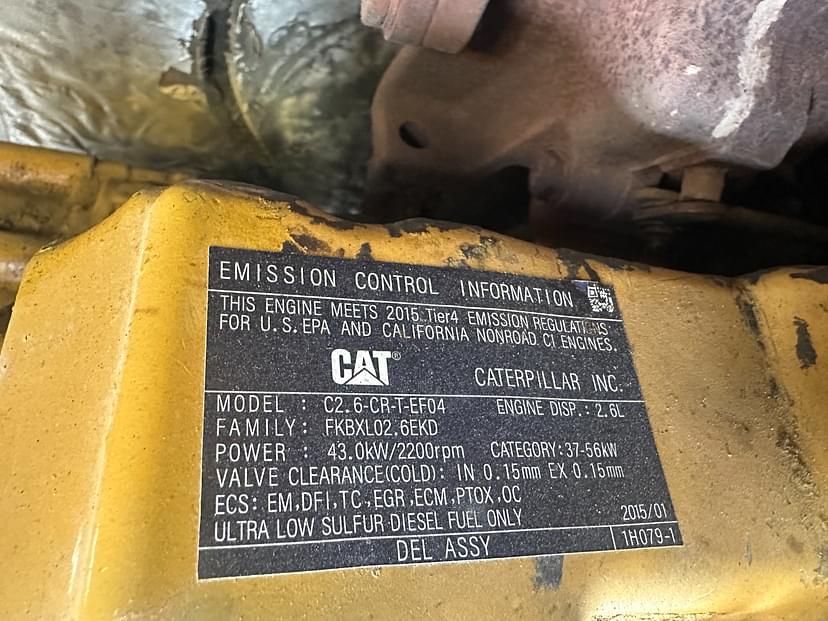 EMISSION CONTROL INFORMATION
THIS ENGINE MEETS 2015 Tier4 EMISSION REGULATIONS
FOR U.S.EPA AND CALIFORNIA NONROAD CI ENGINES.
CAT® CATERPILLAR INC.
MODEL : C2.6-CR-T-EF04 ENGINE DISP.: 2.6L
FAMILY: FKBXL02.6EKD
POWER : 43.0kW/2200rpm CATEGORY:37-56kW
VALVE CLEARANCE(COLD): IN 0.15mm EX 0.15mm
ECS: EM,DFI,TC,EGR,ECM,PTOX,OC
ULTRA LOW SULFUR DIESEL FUEL ONLY 2015/01
DEL ASSY 1H079-1